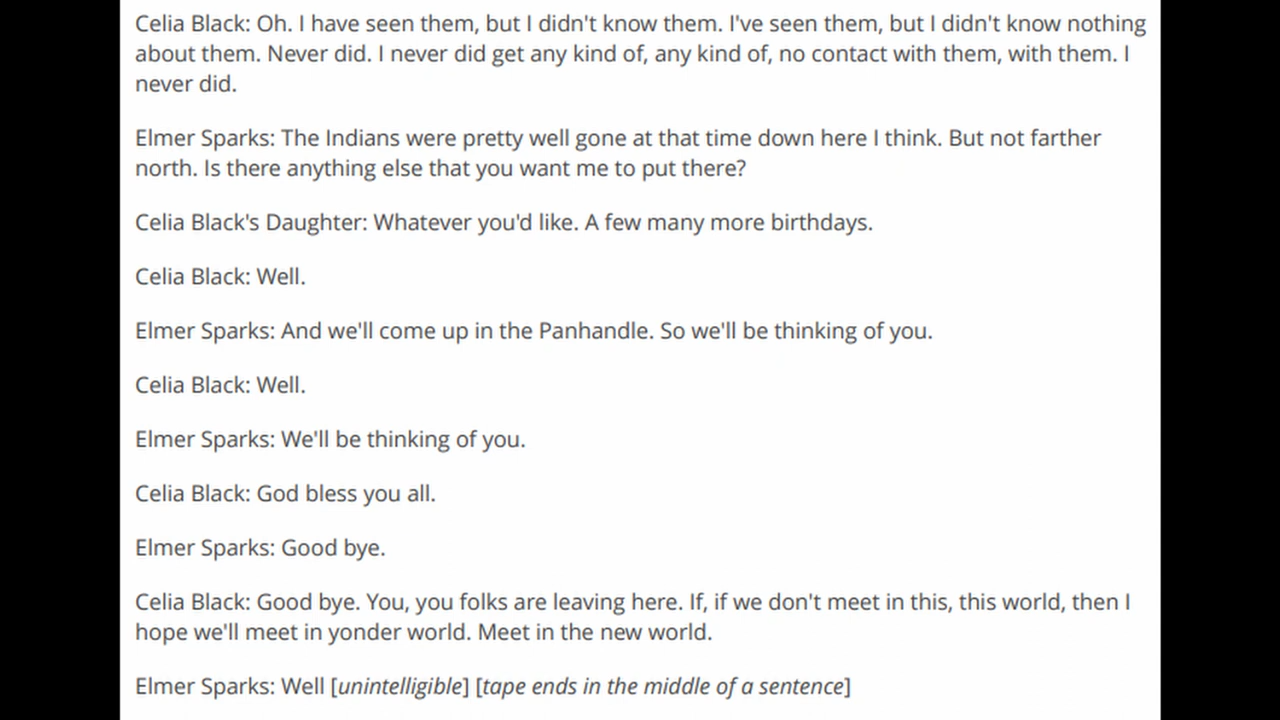 Celia Black: Oh. I have seen them, but I didn't know them. I've seen them, but I didn't know nothing
about them. Never did. I never did get any kind of, any kind of, no contact with them, with them. I
never did.
Elmer Sparks: The Indians were pretty well gone at that time down here I think. But not farther
north. Is there anything else that you want me to put there?
Celia Black's Daughter: Whatever you'd like. A few many more birthdays.
Celia Black: Well.
Elmer Sparks: And we'll come up in the Panhandle. So we'll be thinking of you.
Celia Black: Well.
Elmer Sparks: We'll be thinking of you.
Celia Black: God bless you all.
Elmer Sparks: Good bye.
Celia Black: Good bye. You, you folks are leaving here. If, if we don't meet in this, this world, then I
hope we'll meet in yonder world. Meet in the new world.
Elmer Sparks: Well [unintelligible] [tape ends in the middle of a sentence]